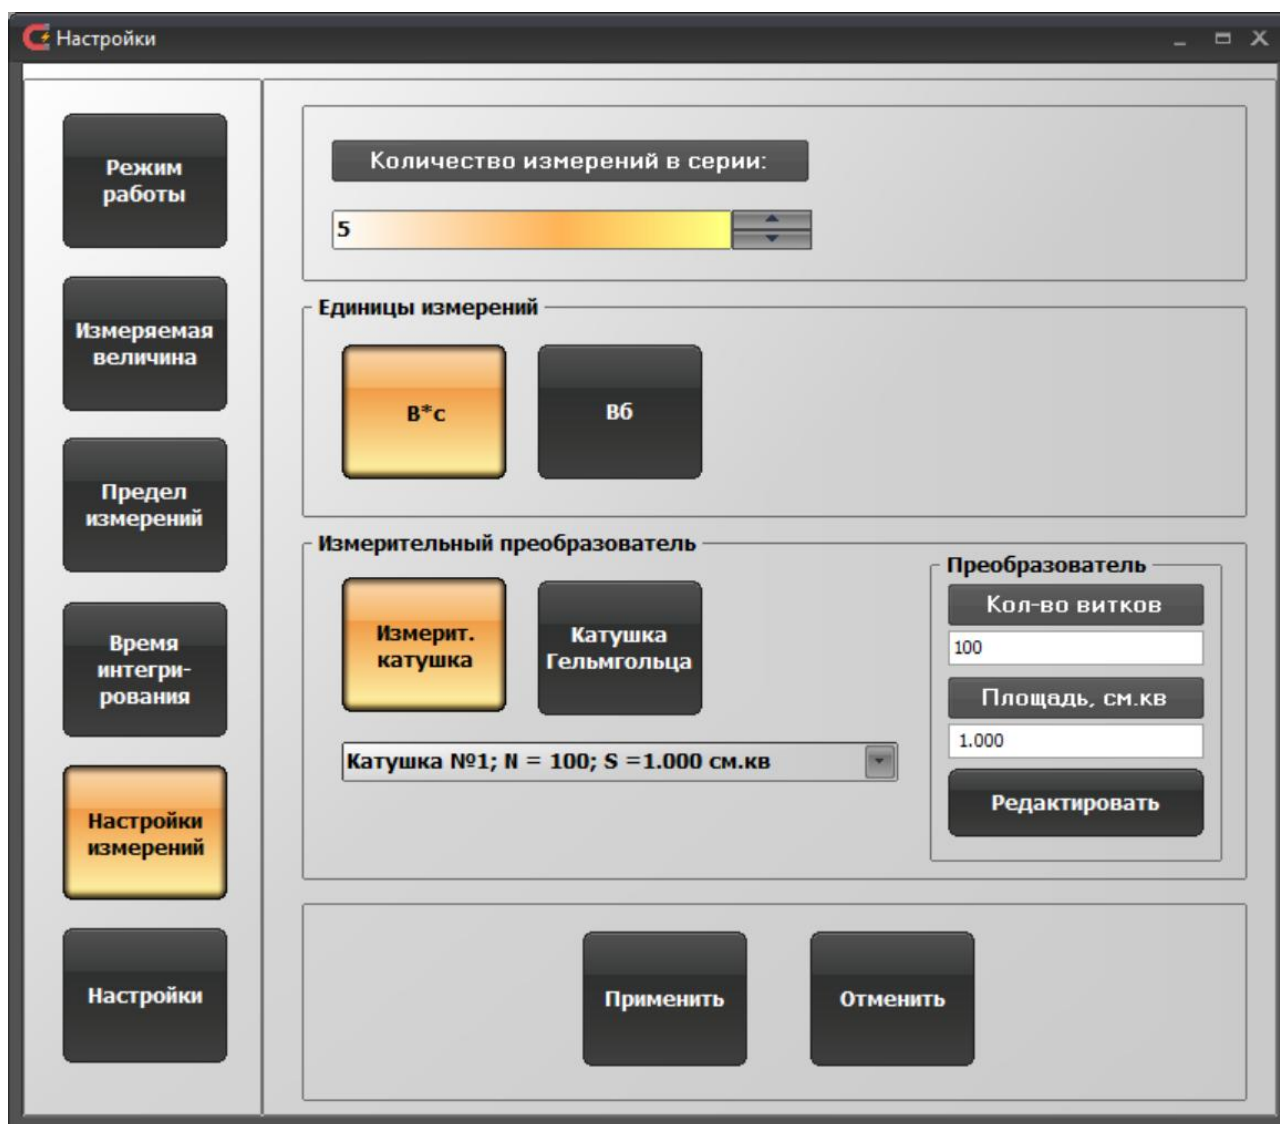 Настройки
Режим
работы
Измеряемая
величина
Предел
измерений
Время
интегри-
рования
Настройки
измерений
Настройки
Количество измерений в серии:
5
Единицы измерений
В*с
Вб
Измерительный преобразователь
Измерит.
катушка
Катушка
Гельмгольца
Катушка №1; N = 100; S =1.000 см.кв
Преобразователь
Кол-во витков
100
Площадь, см.кв
1.000
Редактировать
Применить
Отменить